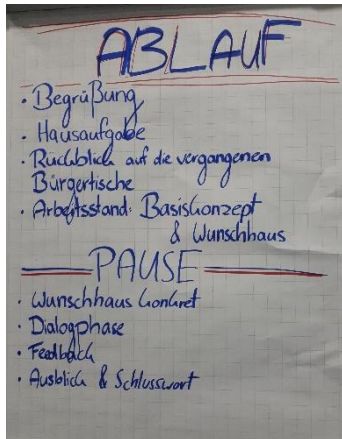 ABLAUF
· Begrüßung
· Hausaufgabe
· Rückblick auf die vergangenen
Bürgertische
· Arbeitsstand: Basiskonzept
& Wunschhaus
PAUSE
· Wunschhaus konkret
· Dialogphase
· Feedback
· Ausblick & Schlusswort